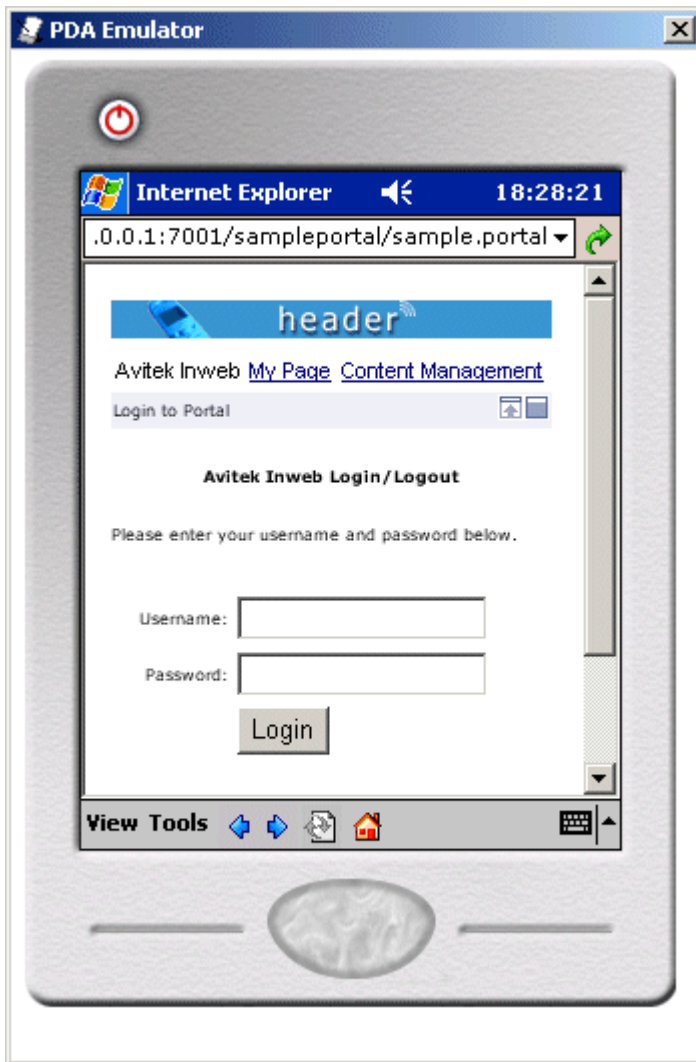 PDA Emulator
Internet Explorer 18:28:21
.0.0.1:7001/sampleportal/sample.portal
header
Avitek Inweb My Page Content Management
Login to Portal
Avitek Inweb Login/Logout
Please enter your username and password below.
Username:
Password:
Login
View Tools